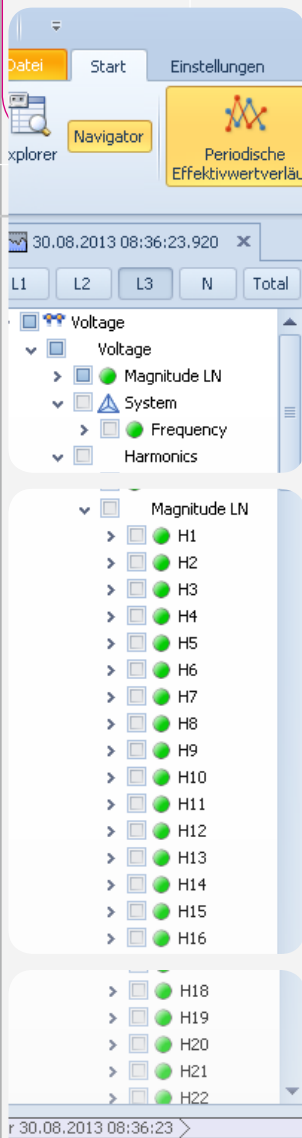 Datei Start Einstellungen
xplorer Navigator Periodische
Effektivwertverläu
30.08.2013 08:36:23.920
L1 L2 L3 N Total
Voltage
Voltage
Magnitude LN
System
Frequency
Harmonics
Magnitude LN
H1
H2
H3
H4
H5
H6
H7
H8
H9
H10
H11
H12
H13
H14
H15
H16
H18
H19
H20
H21
H22
r 30.08.2013 08:36:23